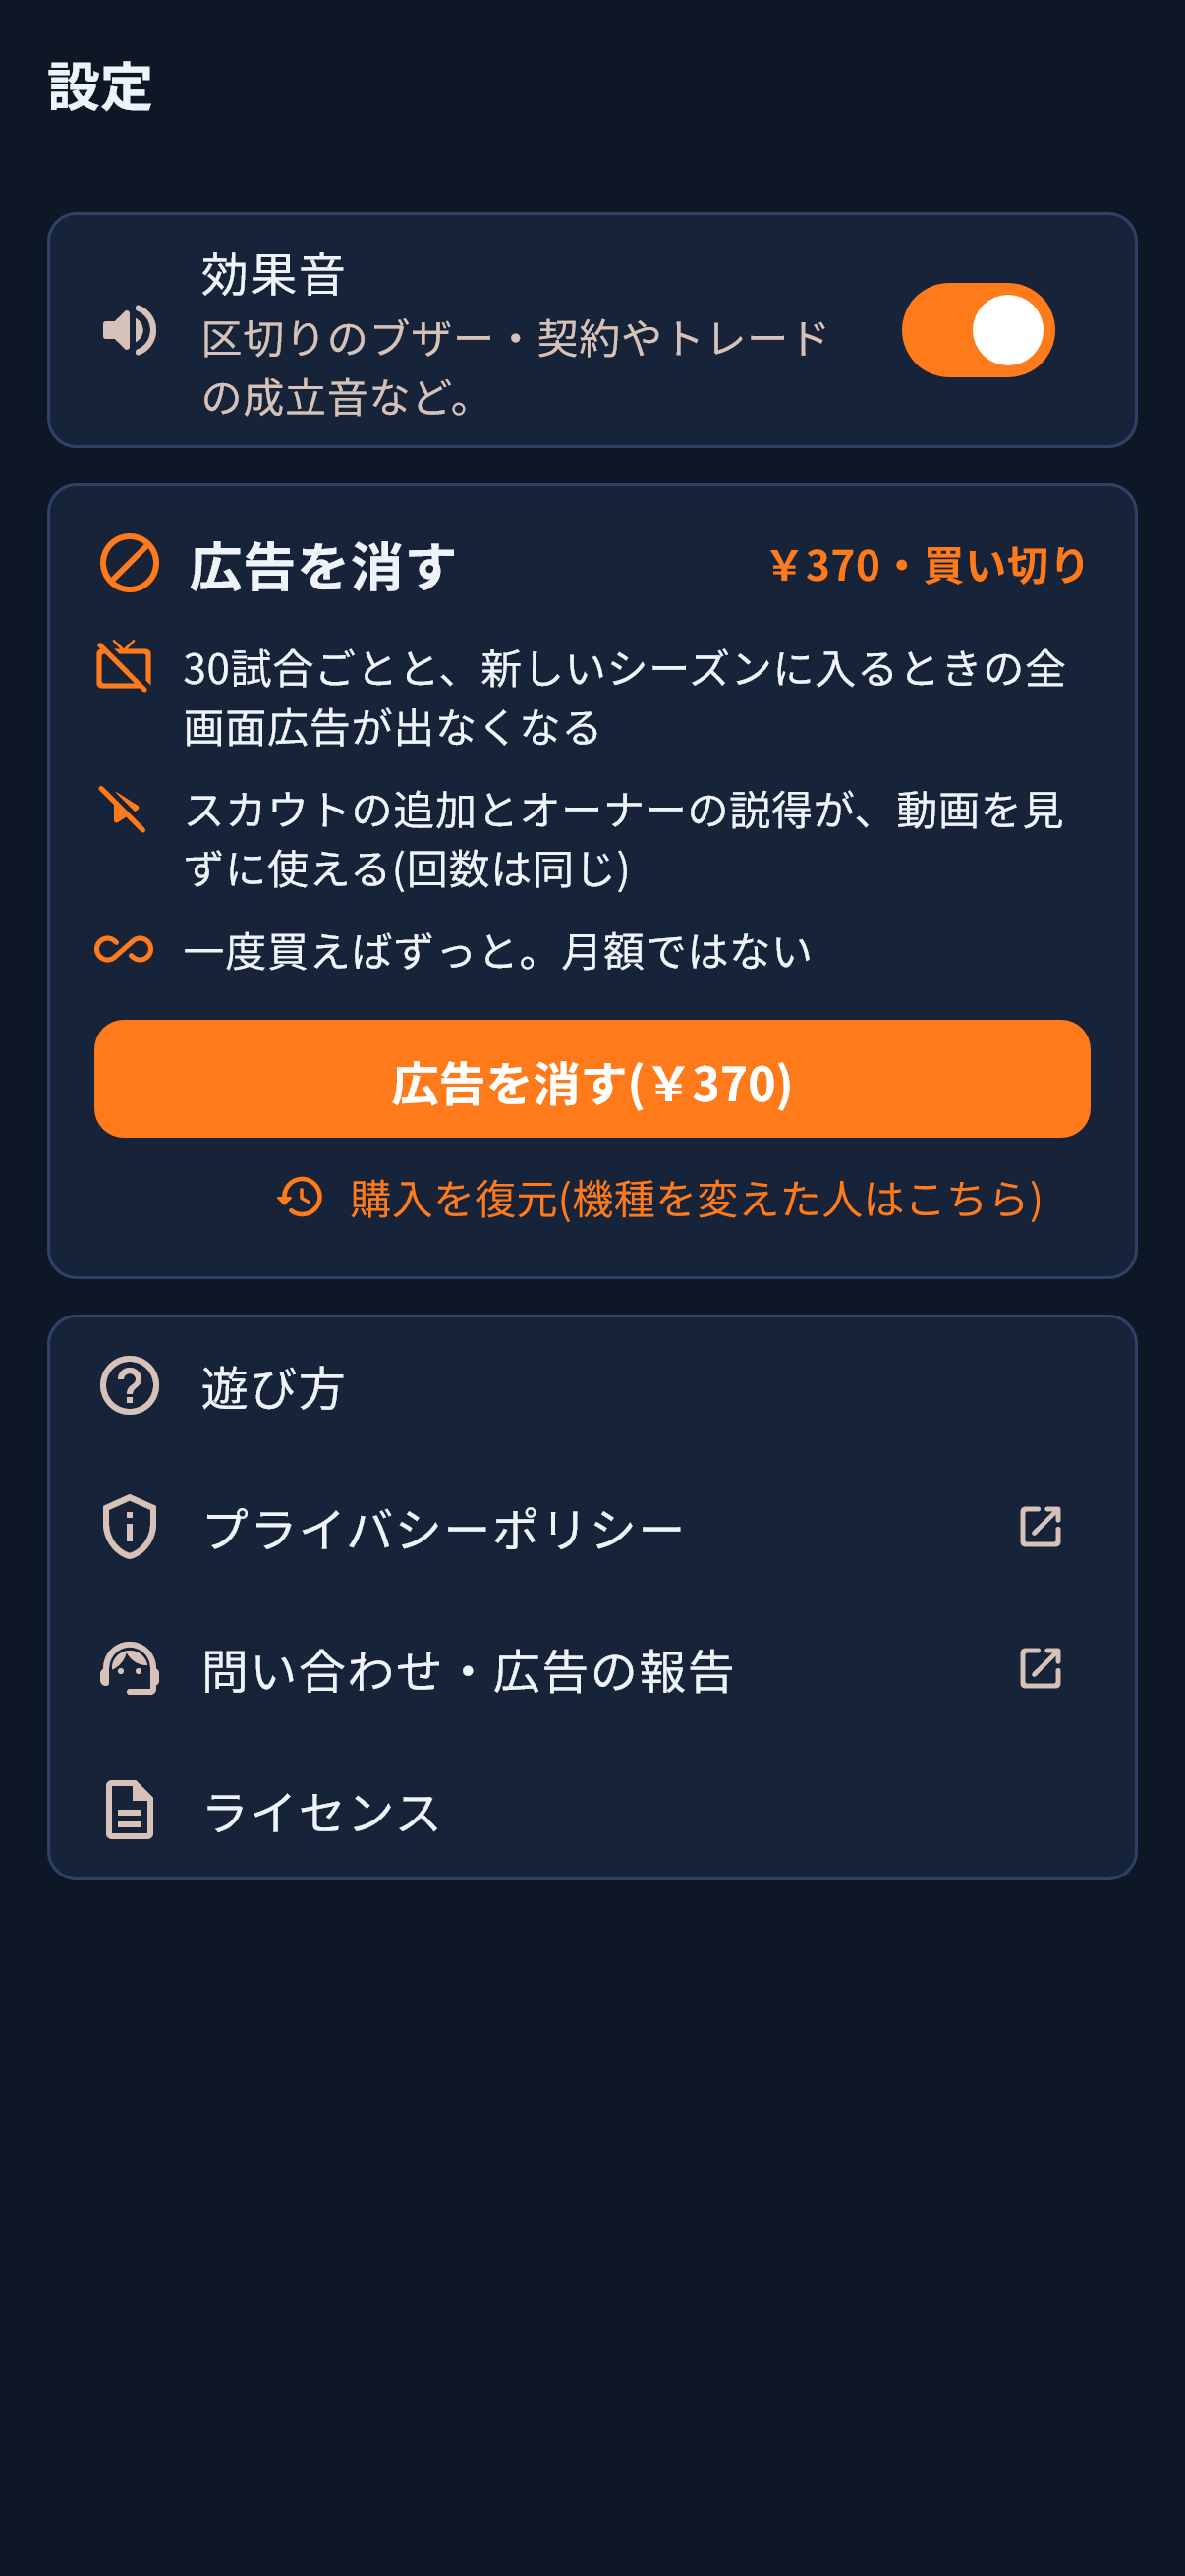 設定
効果音
区切りのブザー・契約やトレード
の成立音など。
広告を消す
￥370・買い切り
30試合ごとと、新しいシーズンに入るときの全
画面広告が出なくなる
スカウトの追加とオーナーの説得が、動画を見
ずに使える(回数は同じ)
一度買えばずっと。月額ではない
広告を消す(￥370)
購入を復元(機種を変えた人はこちら)
遊び方
プライバシーポリシー
問い合わせ・広告の報告
ライセンス